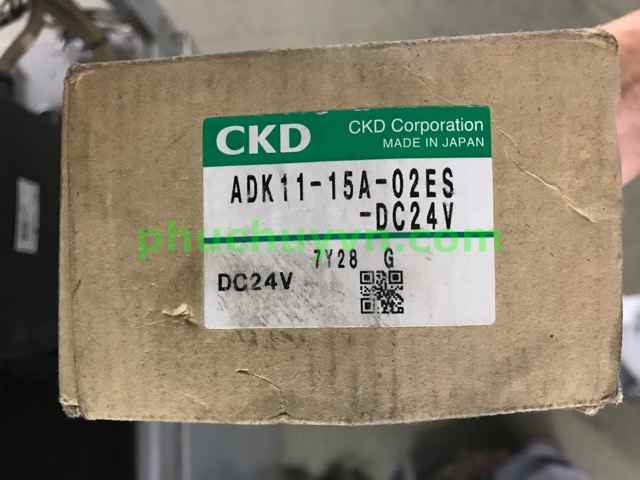 CKD
CKD Corporation
MADE IN JAPAN
ADK11-15A-02ES
-DC24V
phuchuyvn.com
7Y28 G
DC24V